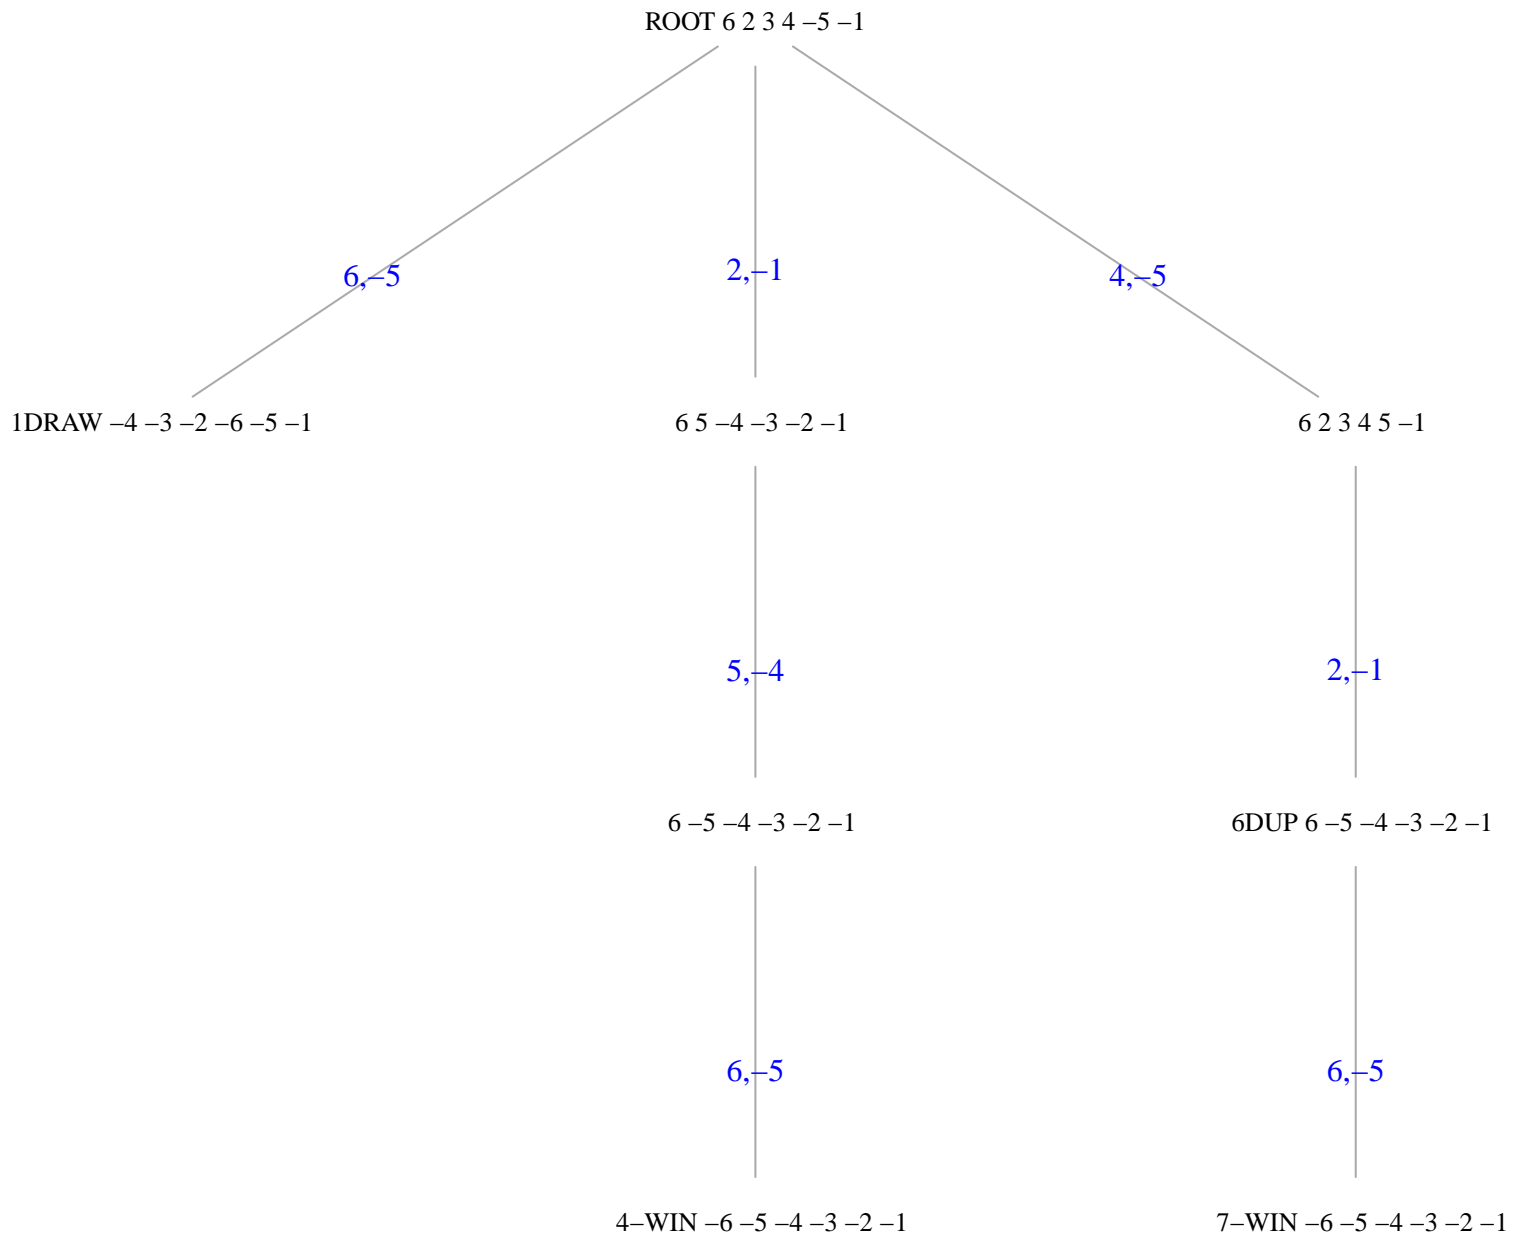 ROOT 6 2 3 4 –5 –1
6,–5
2,–1
4,–5
1DRAW –4 –3 –2 –6 –5 –1
6 5 –4 –3 –2 –1
6 2 3 4 5 –1
5,–4
2,–1
6 –5 –4 –3 –2 –1
6DUP 6 –5 –4 –3 –2 –1
6,–5
6,–5
4–WIN –6 –5 –4 –3 –2 –1
7–WIN –6 –5 –4 –3 –2 –1